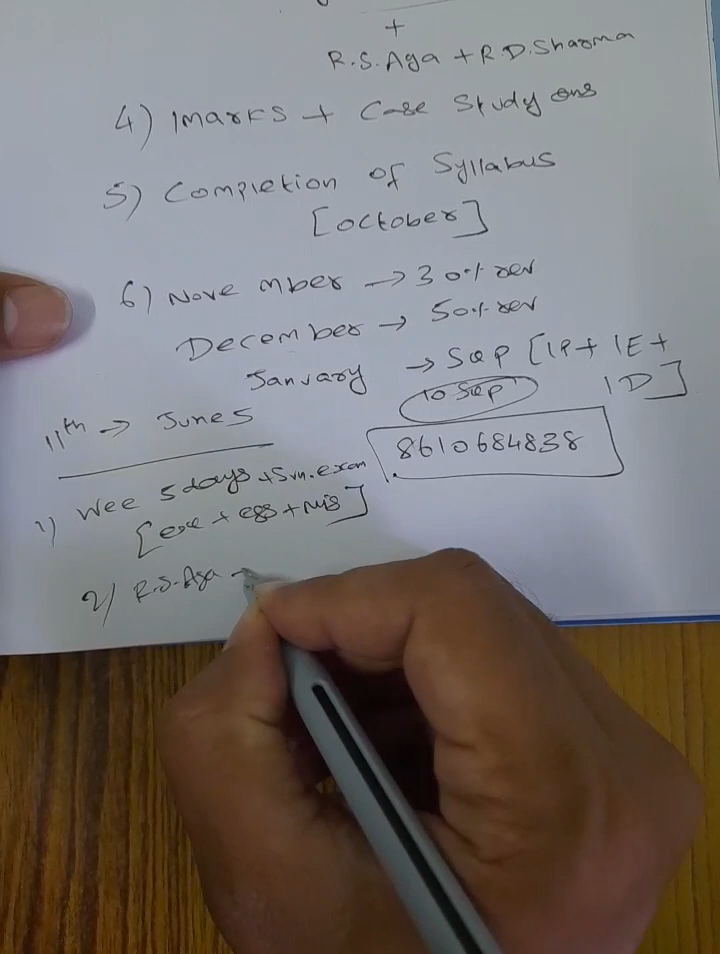 +
R.S. Aga + R.D. Sharma
4) 1marks + Case Study qns
5) Completion of Syllabus
[October]
6) November → 30% rev
December → 50% rev
January → SQP [1P + 1E + 1D]
10 SQP
11th → June 5
8610684838
1) Wee 5 days + Sun. exam
[exe + egs + Mis]
2) R.S. Aga